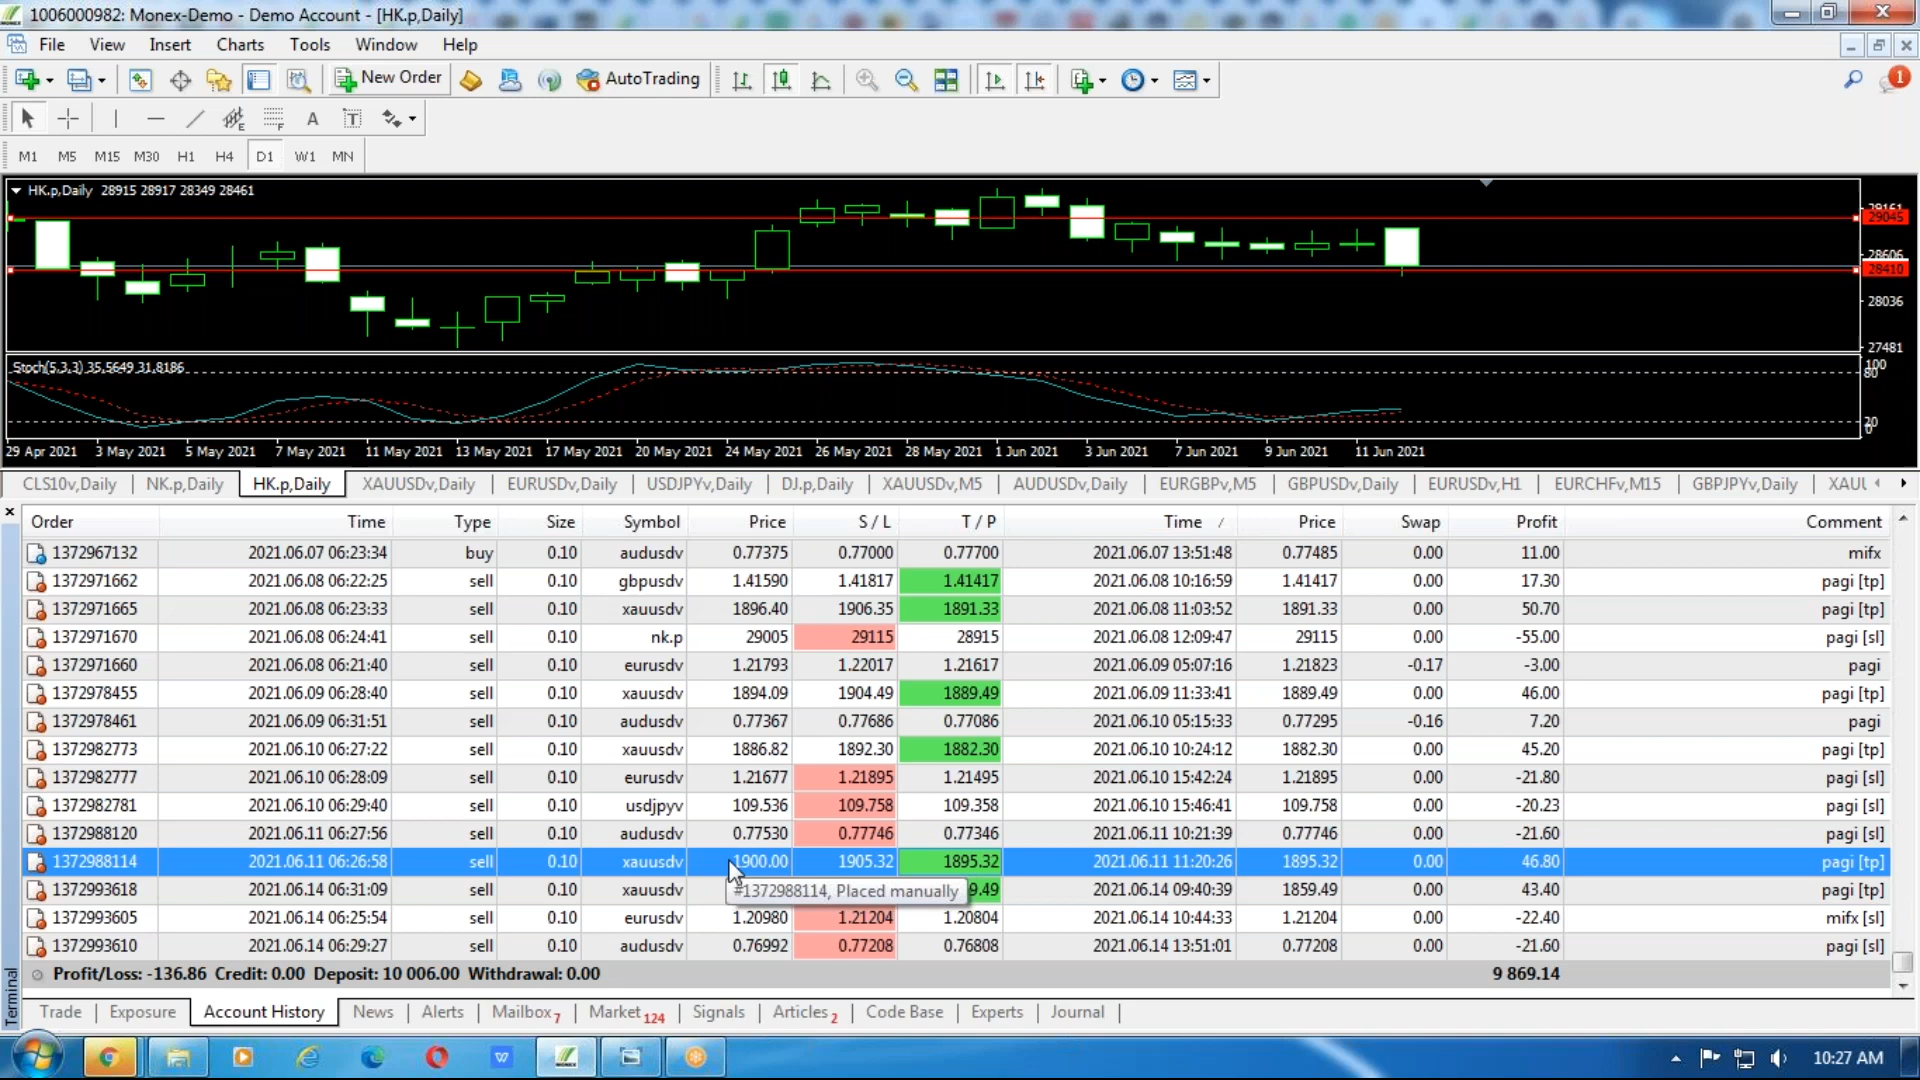 1006000982: Monex-Demo - Demo Account - [HK.p,Daily]
File View Insert Charts Tools Window Help
New Order AutoTrading 1
E F A T
M1 M5 M15 M30 H1 H4 D1 W1 MN
HK.p,Daily 28915 28917 28349 28461
29161
29045
28606
28410
28036
27481
Stoch(5,3,3) 35.5649 31.8186
100
80
20
0
29 Apr 2021 3 May 2021 5 May 2021 7 May 2021 11 May 2021 13 May 2021 17 May 2021 20 May 2021 24 May 2021 26 May 2021 28 May 2021 1 Jun 2021 3 Jun 2021 7 Jun 2021 9 Jun 2021 11 Jun 2021
CLS10v,Daily NK.p,Daily HK.p,Daily XAUUSDv,Daily EURUSDv,Daily USDJPYv,Daily DJ.p,Daily XAUUSDv,M5 AUDUSDv,Daily EURGBPv,M5 GBPUSDv,Daily EURUSDv,H1 EURCHFv,M15 GBPJPYv,Daily XAUU
Order Time Type Size Symbol Price S / L T / P Time / Price Swap Profit Comment
1372967132 2021.06.07 06:23:34 buy 0.10 audusdv 0.77375 0.77000 0.77700 2021.06.07 13:51:48 0.77485 0.00 11.00 mifx
1372971662 2021.06.08 06:22:25 sell 0.10 gbpusdv 1.41590 1.41817 1.41417 2021.06.08 10:16:59 1.41417 0.00 17.30 pagi [tp]
1372971665 2021.06.08 06:23:33 sell 0.10 xauusdv 1896.40 1906.35 1891.33 2021.06.08 11:03:52 1891.33 0.00 50.70 pagi [tp]
1372971670 2021.06.08 06:24:41 sell 0.10 nk.p 29005 29115 28915 2021.06.08 12:09:47 29115 0.00 -55.00 pagi [sl]
1372971660 2021.06.08 06:21:40 sell 0.10 eurusdv 1.21793 1.22017 1.21617 2021.06.09 05:07:16 1.21823 -0.17 -3.00 pagi
1372978455 2021.06.09 06:28:40 sell 0.10 xauusdv 1894.09 1904.49 1889.49 2021.06.09 11:33:41 1889.49 0.00 46.00 pagi [tp]
1372978461 2021.06.09 06:31:51 sell 0.10 audusdv 0.77367 0.77686 0.77086 2021.06.10 05:15:33 0.77295 -0.16 7.20 pagi
1372982773 2021.06.10 06:27:22 sell 0.10 xauusdv 1886.82 1892.30 1882.30 2021.06.10 10:24:12 1882.30 0.00 45.20 pagi [tp]
1372982777 2021.06.10 06:28:09 sell 0.10 eurusdv 1.21677 1.21895 1.21495 2021.06.10 15:42:24 1.21895 0.00 -21.80 pagi [sl]
1372982781 2021.06.10 06:29:40 sell 0.10 usdjpyv 109.536 109.758 109.358 2021.06.10 15:46:41 109.758 0.00 -20.23 pagi [sl]
1372988120 2021.06.11 06:27:56 sell 0.10 audusdv 0.77530 0.77746 0.77346 2021.06.11 10:21:39 0.77746 0.00 -21.60 pagi [sl]
1372988114 2021.06.11 06:26:58 sell 0.10 xauusdv 1900.00 1905.32 1895.32 2021.06.11 11:20:26 1895.32 0.00 46.80 pagi [tp]
1372993618 2021.06.14 06:31:09 sell 0.10 xauusdv #1372988114, Placed manually 9.49 2021.06.14 09:40:39 1859.49 0.00 43.40 pagi [tp]
1372993605 2021.06.14 06:25:54 sell 0.10 eurusdv 1.20980 1.21204 1.20804 2021.06.14 10:44:33 1.21204 0.00 -22.40 mifx [sl]
1372993610 2021.06.14 06:29:27 sell 0.10 audusdv 0.76992 0.77208 0.76808 2021.06.14 13:51:01 0.77208 0.00 -21.60 pagi [sl]
Profit/Loss: -136.86 Credit: 0.00 Deposit: 10 006.00 Withdrawal: 0.00 9 869.14
Terminal
Trade Exposure Account History News Alerts Mailbox 7 Market 124 Signals Articles 2 Code Base Experts Journal
10:27 AM